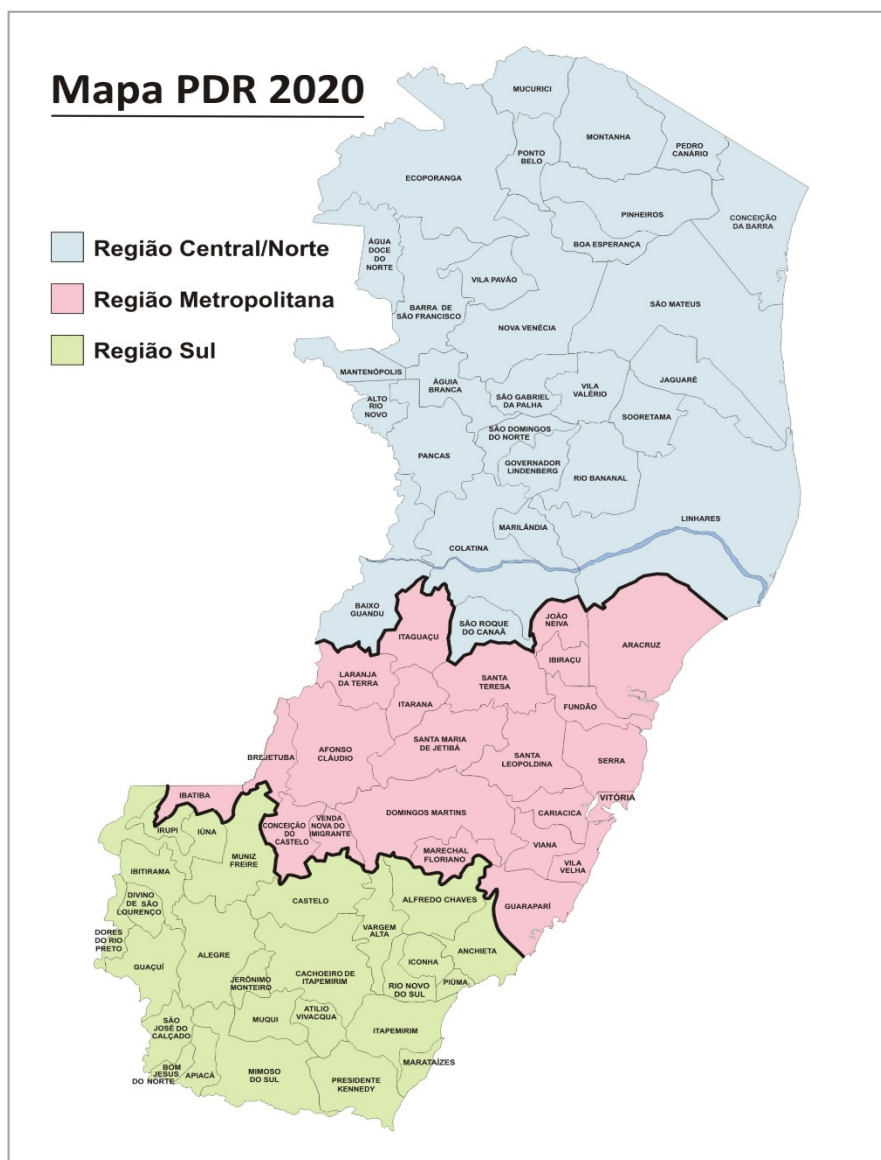 Mapa PDR 2020
Região Central/Norte
Região Metropolitana
Região Sul
MUCURICI
MONTANHA
PEDRO
CANÁRIO
PONTO
BELO
ECOPORANGA
PINHEIROS
CONCEIÇÃO
DA BARRA
ÁGUA
DOCE
DO
NORTE
BOA ESPERANÇA
VILA PAVÃO
BARRA DE
SÃO FRANCISCO
SÃO MATEUS
NOVA VENÉCIA
MANTENÓPOLIS
ÁGUIA
BRANCA
ALTO
RIO
NOVO
SÃO GABRIEL
DA PALHA
VILA
VALÉRIO
JAGUARÉ
SOORETAMA
SÃO DOMINGOS
DO NORTE
PANCAS
GOVERNADOR
LINDENBERG
RIO BANANAL
LINHARES
MARILÂNDIA
COLATINA
BAIXO
GUANDU
SÃO ROQUE
DO CANAÃ
ITAGUAÇU
JOÃO
NEIVA
ARACRUZ
IBIRAÇU
LARANJA
DA TERRA
SANTA
TERESA
ITARANA
FUNDÃO
BREJETUBA
AFONSO
CLÁUDIO
SANTA MARIA
DE JETIBÁ
SANTA
LEOPOLDINA
SERRA
IBATIBA
VITÓRIA
CONCEIÇÃO
DO
CASTELO
VENDA
NOVA DO
IMIGRANTE
DOMINGOS MARTINS
CARIACICA
MARECHAL
FLORIANO
VIANA
VILA
VELHA
GUARAPARÍ
IRUPI
IÚNA
MUNIZ
FREIRE
IBITIRAMA
DIVINO
DE SÃO
LOURENÇO
CASTELO
ALFREDO CHAVES
VARGEM
ALTA
DORES
DO RIO
PRETO
ANCHIETA
GUAÇUÍ
ALEGRE
ICONHA
JERÔNIMO
MONTEIRO
CACHOEIRO DE
ITAPEMIRIM
RIO NOVO
DO SUL
PIÚMA
SÃO
JOSÉ DO
CALÇADO
MUQUI
ATILIO
VIVACQUA
ITAPEMIRIM
MARATAÍZES
BOM
JESUS
DO NORTE
APIACÁ
MIMOSO
DO SUL
PRESIDENTE
KENNEDY